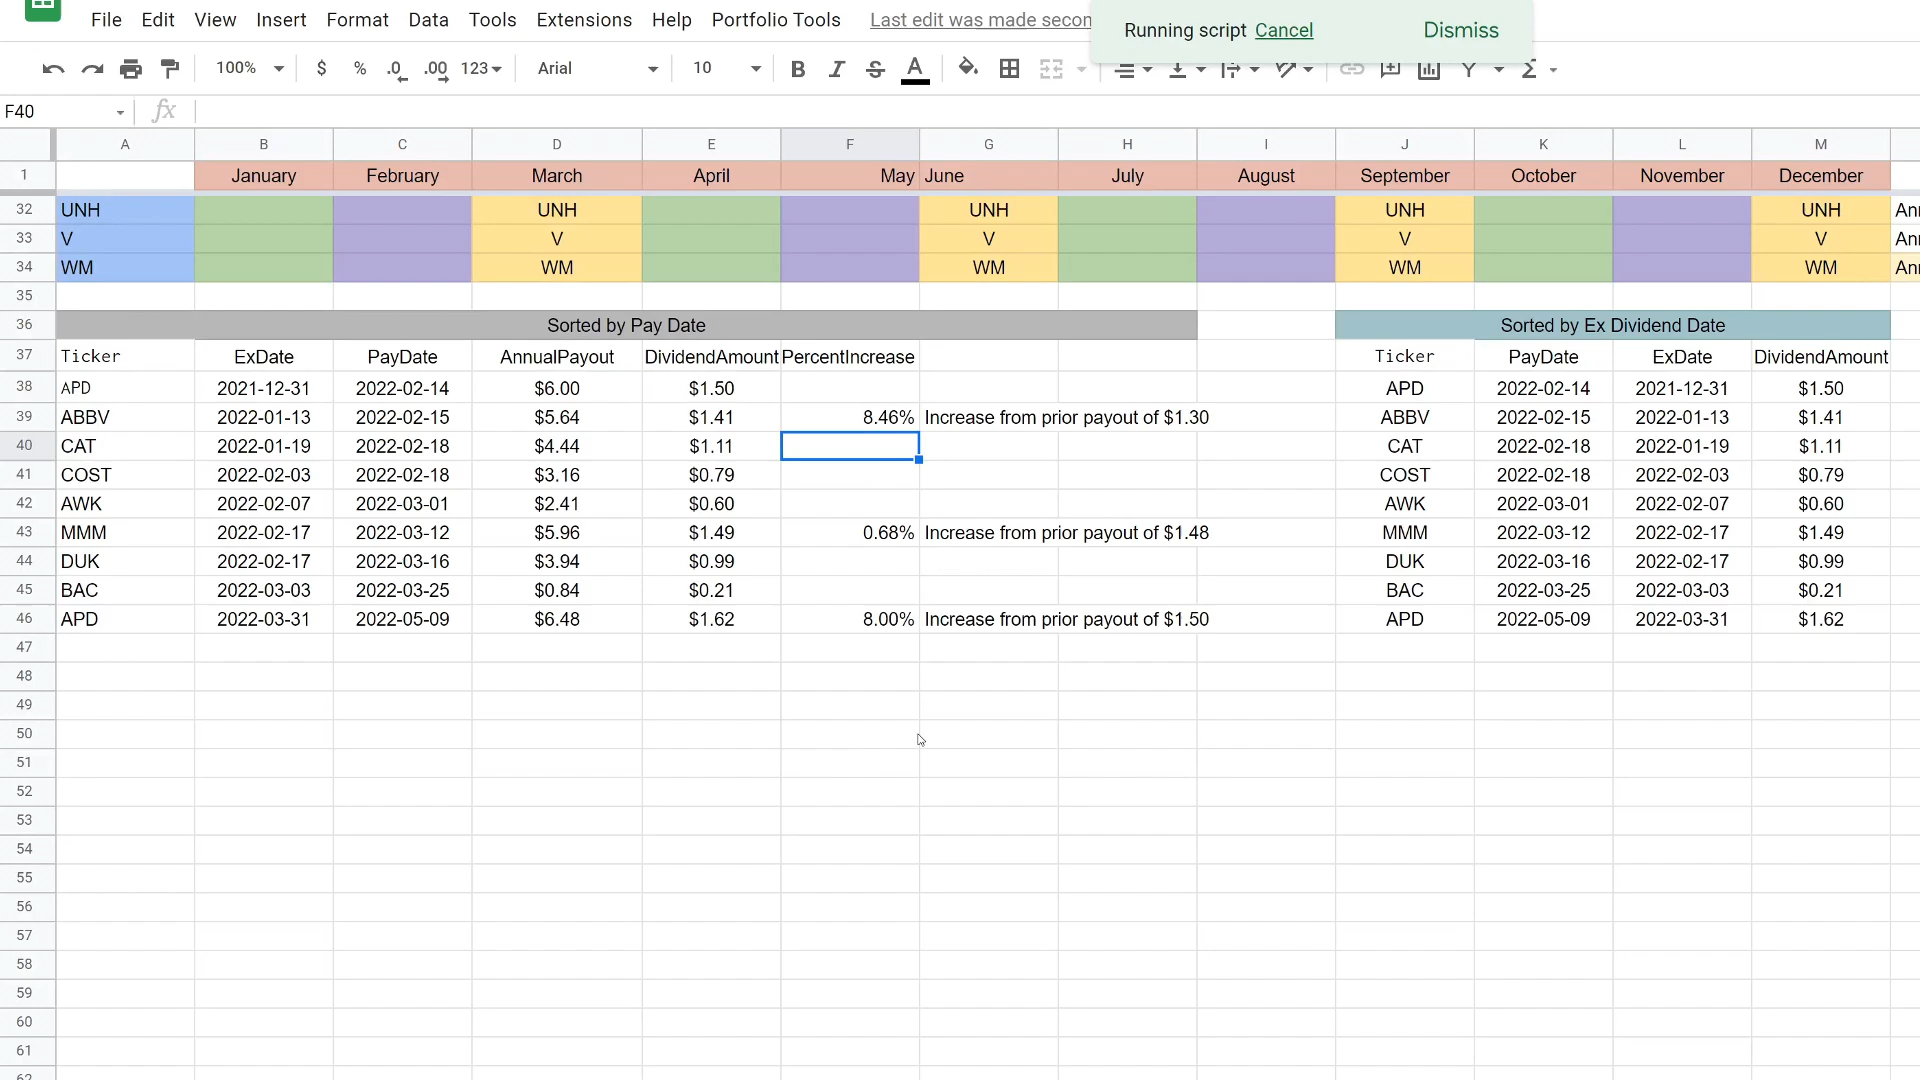 File Edit View Insert Format Data Tools Extensions Help Portfolio Tools Last edit was made secon
Running script Cancel Dismiss
100% $ % .0 .00 123 Arial 10 B I S A
F40 fx
A B C D E F G H I J K L M
1 January February March April May June July August September October November December
32 UNH UNH UNH UNH UNH Ann
33 V V V V V Ann
34 WM WM WM WM WM Ann
35
36 Sorted by Pay Date Sorted by Ex Dividend Date
37 Ticker ExDate PayDate AnnualPayout DividendAmount PercentIncrease Ticker PayDate ExDate DividendAmount
38 APD 2021-12-31 2022-02-14 $6.00 $1.50 APD 2022-02-14 2021-12-31 $1.50
39 ABBV 2022-01-13 2022-02-15 $5.64 $1.41 8.46% Increase from prior payout of $1.30 ABBV 2022-02-15 2022-01-13 $1.41
40 CAT 2022-01-19 2022-02-18 $4.44 $1.11 CAT 2022-02-18 2022-01-19 $1.11
41 COST 2022-02-03 2022-02-18 $3.16 $0.79 COST 2022-02-18 2022-02-03 $0.79
42 AWK 2022-02-07 2022-03-01 $2.41 $0.60 AWK 2022-03-01 2022-02-07 $0.60
43 MMM 2022-02-17 2022-03-12 $5.96 $1.49 0.68% Increase from prior payout of $1.48 MMM 2022-03-12 2022-02-17 $1.49
44 DUK 2022-02-17 2022-03-16 $3.94 $0.99 DUK 2022-03-16 2022-02-17 $0.99
45 BAC 2022-03-03 2022-03-25 $0.84 $0.21 BAC 2022-03-25 2022-03-03 $0.21
46 APD 2022-03-31 2022-05-09 $6.48 $1.62 8.00% Increase from prior payout of $1.50 APD 2022-05-09 2022-03-31 $1.62
47
48
49
50
51
52
53
54
55
56
57
58
59
60
61
62